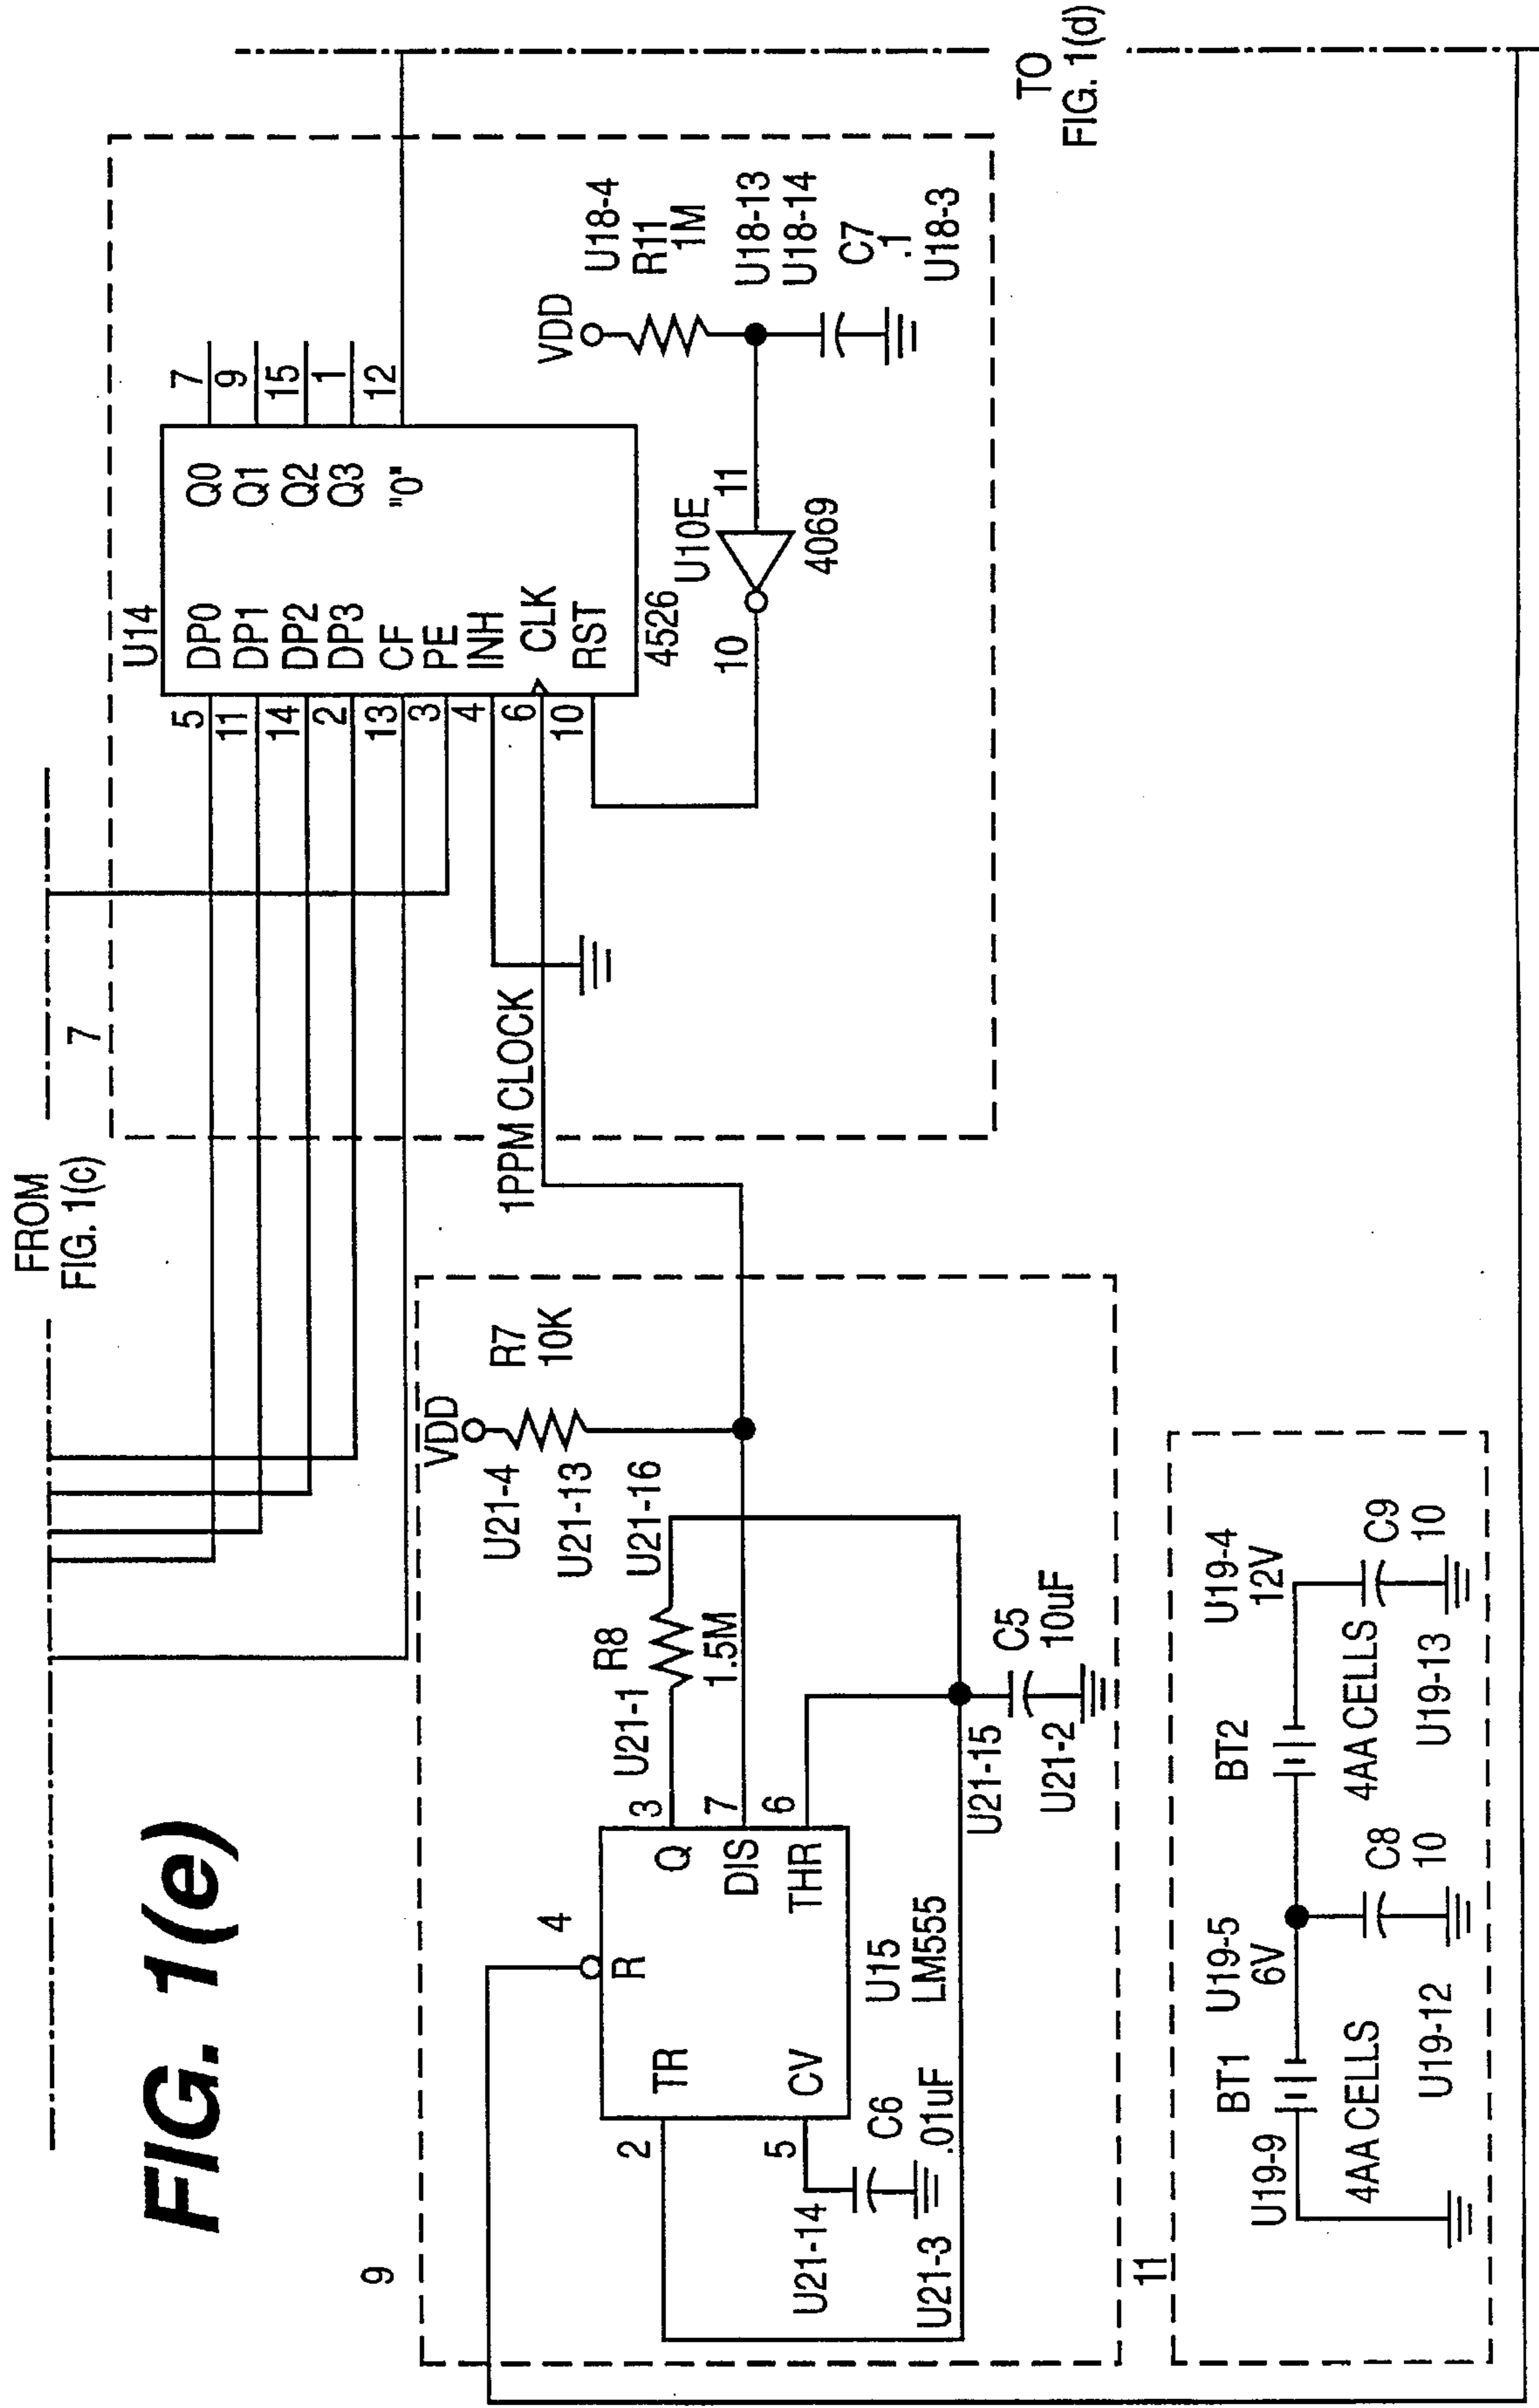 FIG. 1(e)
FROM
FIG. 1(c)
7
U14
5
11
14
2
13
3
4
6
10
DP0
DP1
DP2
DP3
CF
PE
INH
CLK
RST
Q0
Q1
Q2
Q3
"0"
7
9
15
1
12
4526
U10E
10
11
4069
VDD
U18-4
R11
1M
U18-13
U18-14
C7
.1
U18-3
TO
FIG. 1(d)
1PPM CLOCK
9
VDD
R7
10K
U21-4
U21-13
U21-16
U21-1
R8
1.5M
4
R
3
Q
7
DIS
6
THR
2
TR
5
CV
U15
LM555
U21-14
C6
.01uF
U21-3
U21-15
C5
10uF
U21-2
11
U19-9
BT1
4AA CELLS
U19-5
6V
U19-12
C8
10
BT2
4AA CELLS
U19-4
12V
U19-13
C9
10